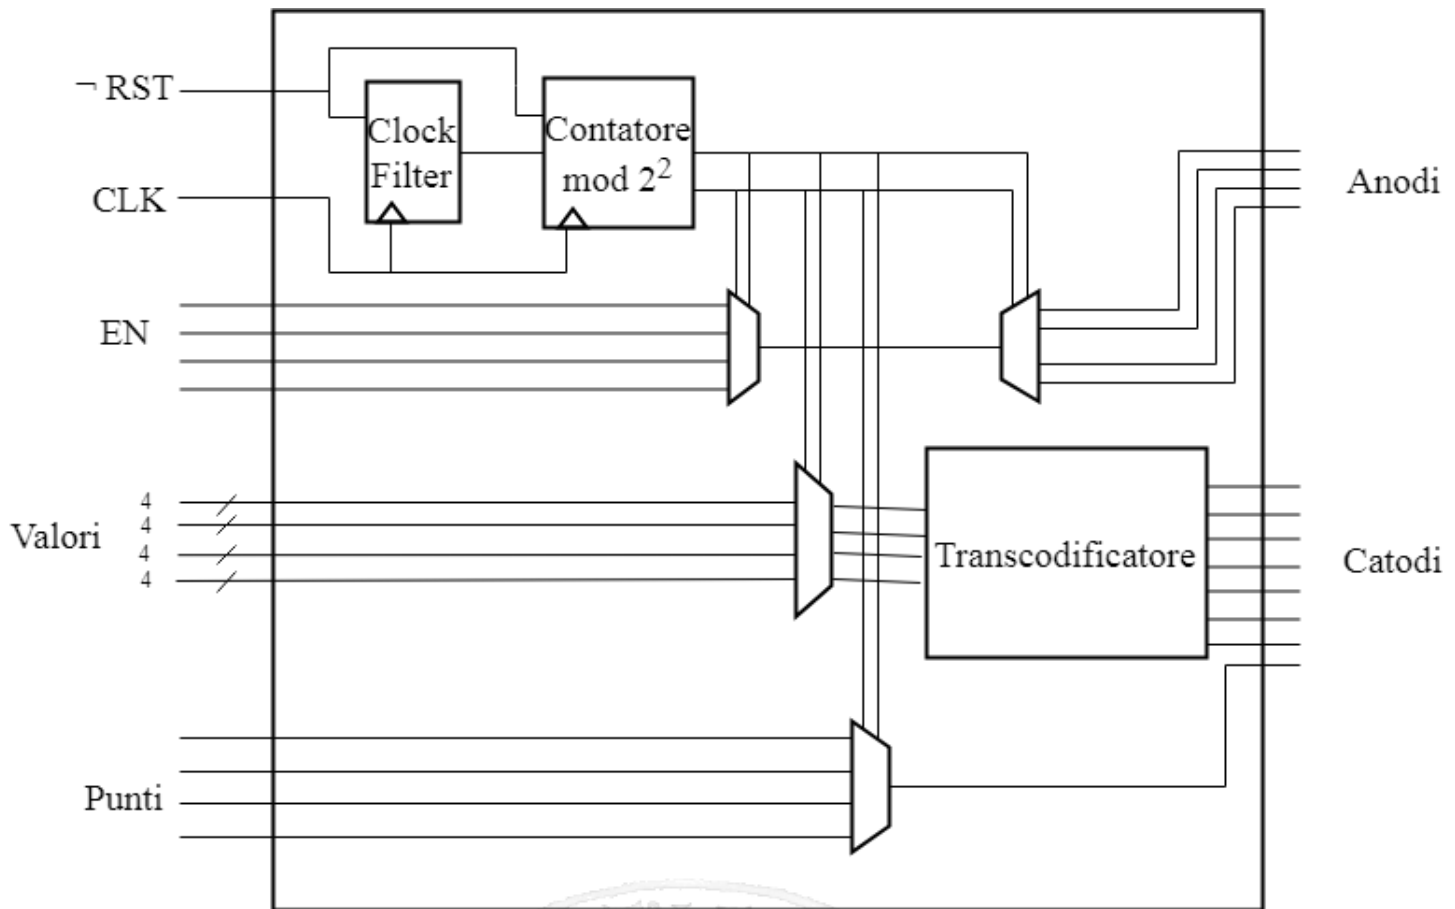 ¬ RST
Clock
Filter
Contatore
mod 2²
CLK
Anodi
EN
Valori
4
4
4
4
Transcodificatore
Catodi
Punti